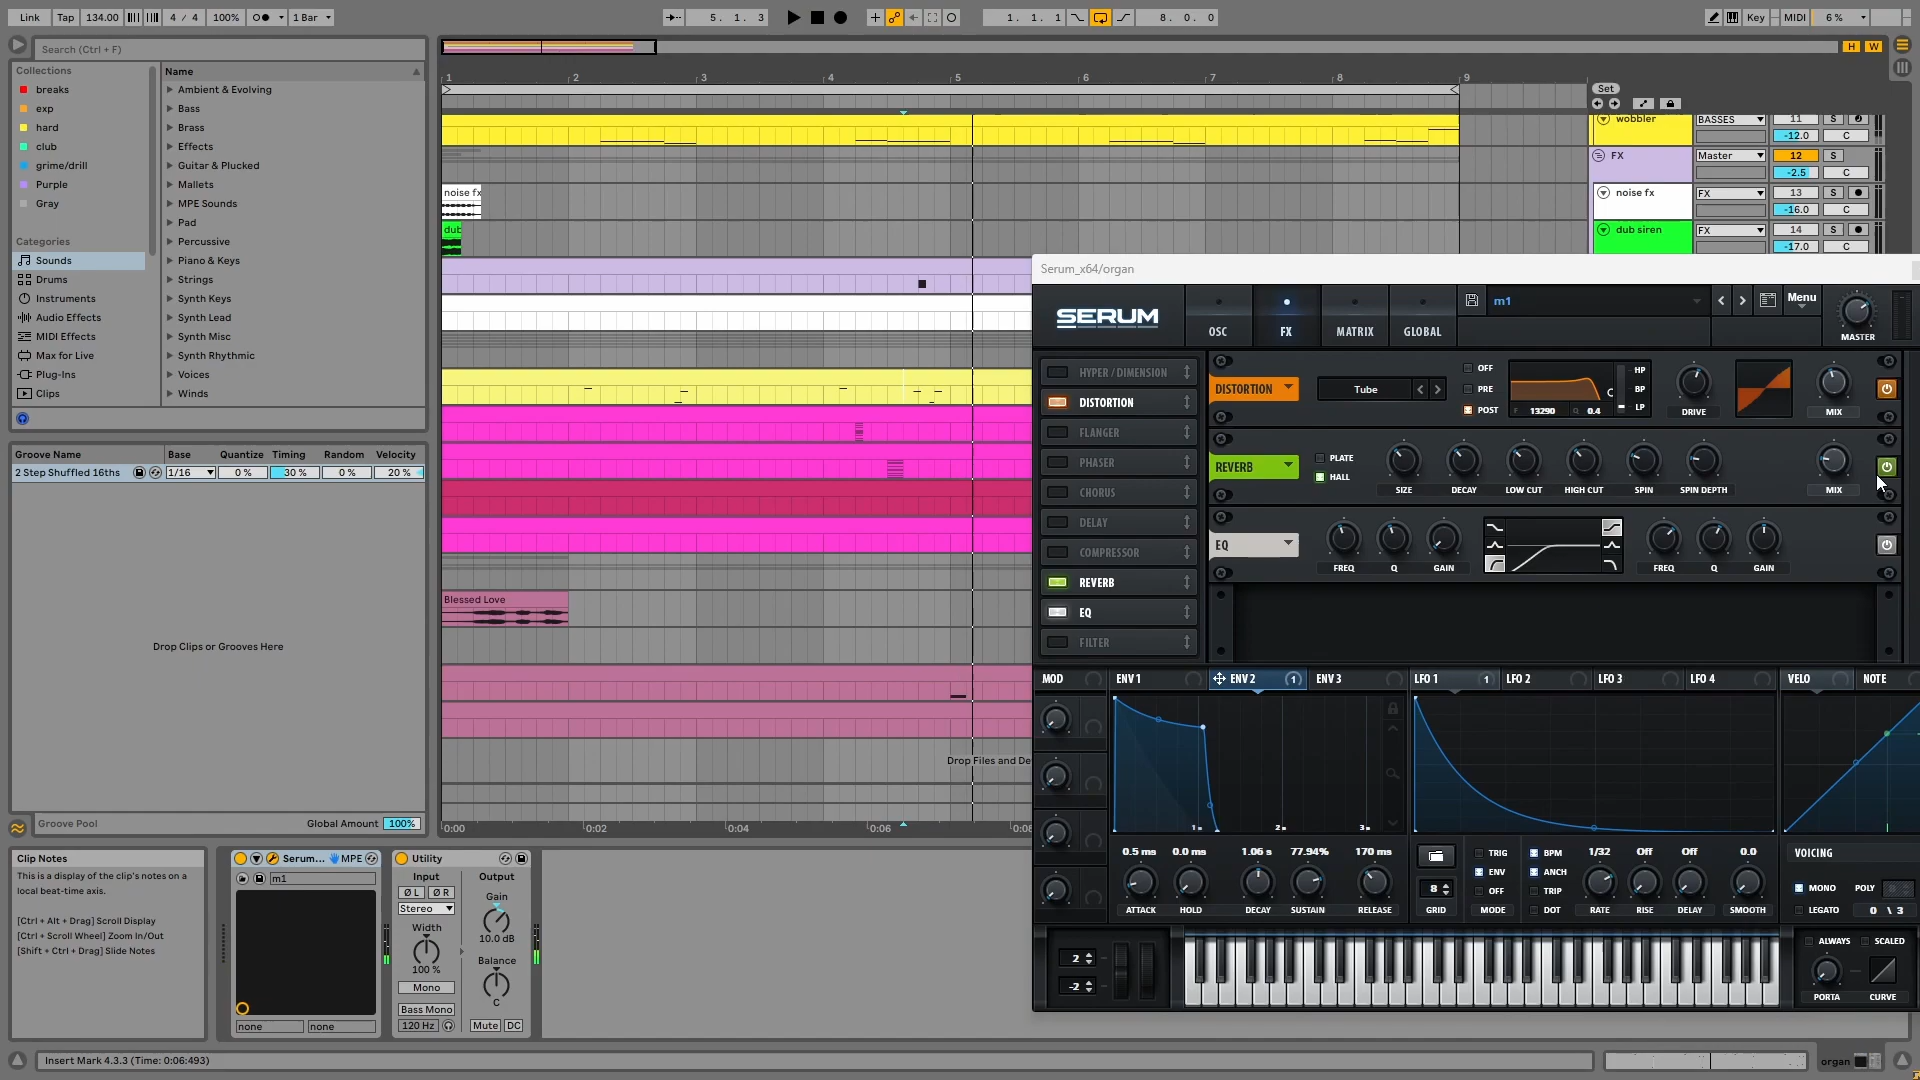 Link Tap 134.00 4 / 4 100% 1 Bar
5. 1. 3
1. 1. 1
8. 0. 0
Key MIDI 6 %
Search (Ctrl + F)
H W
Collections
breaks
exp
hard
club
grime/drill
Purple
Gray
Categories
Sounds
Drums
Instruments
Audio Effects
MIDI Effects
Max for Live
Plug-Ins
Clips
Name
Ambient & Evolving
Bass
Brass
Effects
Guitar & Plucked
Mallets
MPE Sounds
Pad
Percussive
Piano & Keys
Strings
Synth Keys
Synth Lead
Synth Misc
Synth Rhythmic
Voices
Winds
1 2 3 4 5 6 7 8 9
Set
wobbler BASSES 11 S
-12.0 C
FX Master 12 S
-2.5 C
noise fx FX 13 S
-16.0 C
dub siren FX 14 S
-17.0 C
noise fx
dub
Blessed Love
Drop Files and De
0:00 0:02 0:04 0:06 0:08
Groove Name Base Quantize Timing Random Velocity
2 Step Shuffled 16ths 1/16 0 % 30 % 0 % 20 %
Drop Clips or Grooves Here
Groove Pool Global Amount 100%
Serum_x64/organ
SERUM
OSC FX MATRIX GLOBAL
m1
Menu
MASTER
HYPER / DIMENSION
DISTORTION
FLANGER
PHASER
CHORUS
DELAY
COMPRESSOR
REVERB
EQ
FILTER
DISTORTION
Tube
OFF
PRE
POST
F 13290 Q 0.4
HP
BP
LP
DRIVE
MIX
REVERB
PLATE
HALL
SIZE DECAY LOW CUT HIGH CUT SPIN SPIN DEPTH MIX
EQ
FREQ Q GAIN FREQ Q GAIN
MOD ENV 1 ENV 2 1 ENV 3 LFO 1 1 LFO 2 LFO 3 LFO 4 VELO NOTE
1s 2s 3s
0.5 ms 0.0 ms 1.06 s 77.94% 170 ms
ATTACK HOLD DECAY SUSTAIN RELEASE
8
GRID
TRIG
ENV
OFF
MODE
BPM
ANCH
TRIP
DOT
1/32 Off Off 0.0
RATE RISE DELAY SMOOTH
VOICING
MONO POLY
LEGATO 0 \ 3
ALWAYS SCALED
PORTA CURVE
2
-2
Clip Notes
This is a display of the clip's notes on a
local beat-time axis.
[Ctrl + Alt + Drag] Scroll Display
[Ctrl + Scroll Wheel] Zoom In/Out
[Shift + Ctrl + Drag] Slide Notes
Serum... MPE
m1
none none
Utility
Input Output
Ø L Ø R
Stereo
Gain
10.0 dB
Width
100 %
Mono
Bass Mono
120 Hz
Balance
C
Mute DC
Insert Mark 4.3.3 (Time: 0:06:493)
organ